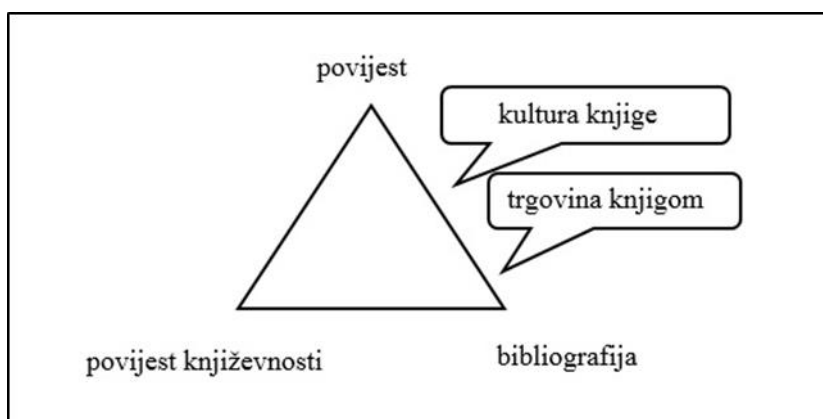 povijest
kultura knjige
trgovina knjigom
povijest književnosti
bibliografija